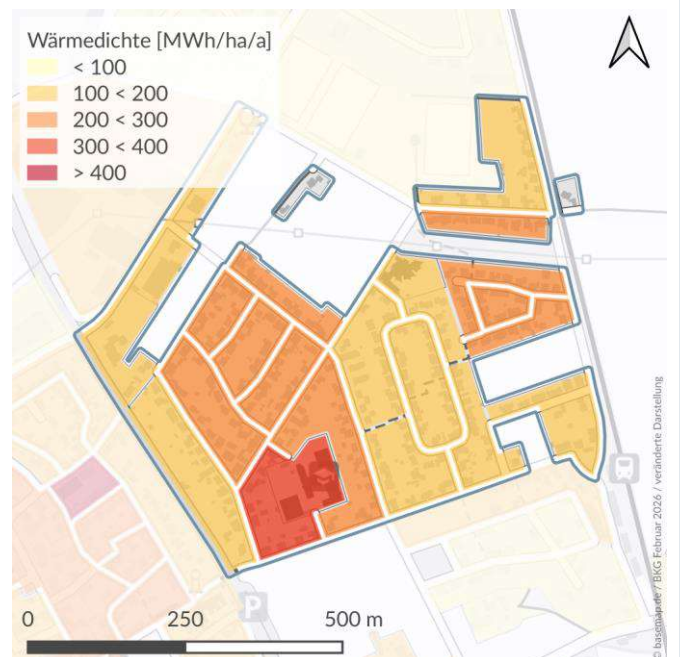 Wärmedichte [MWh/ha/a]
< 100
100 < 200
200 < 300
300 < 400
> 400
P
0 250 500 m
© basemap.de / BKG Februar 2026 / veränderte Darstellung